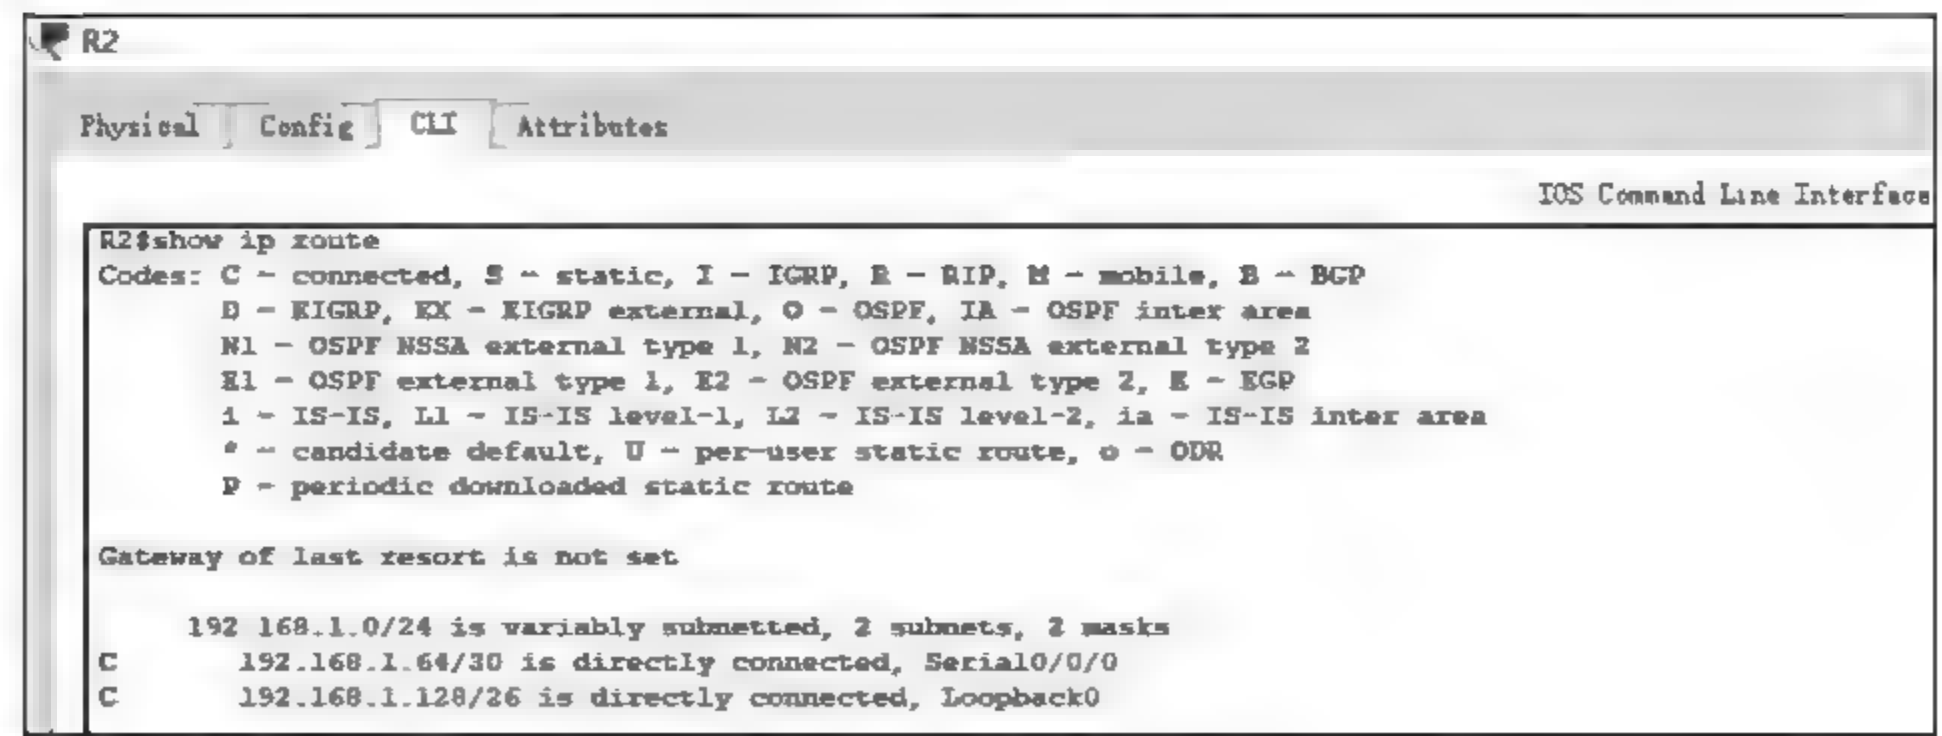 R2
Physical Config CLI Attributes
IOS Command Line Interface
R2#show ip route
Codes: C - connected, S - static, I - IGRP, R - RIP, M - mobile, B - BGP
D - EIGRP, EX - EIGRP external, O - OSPF, IA - OSPF inter area
N1 - OSPF NSSA external type 1, N2 - OSPF NSSA external type 2
E1 - OSPF external type 1, E2 - OSPF external type 2, E - EGP
i - IS-IS, L1 - IS-IS level-1, L2 - IS-IS level-2, ia - IS-IS inter area
* - candidate default, U - per-user static route, o - ODR
P - periodic downloaded static route
Gateway of last resort is not set
192.168.1.0/24 is variably subnetted, 2 subnets, 2 masks
C 192.168.1.64/30 is directly connected, Serial0/0/0
C 192.168.1.128/26 is directly connected, Loopback0